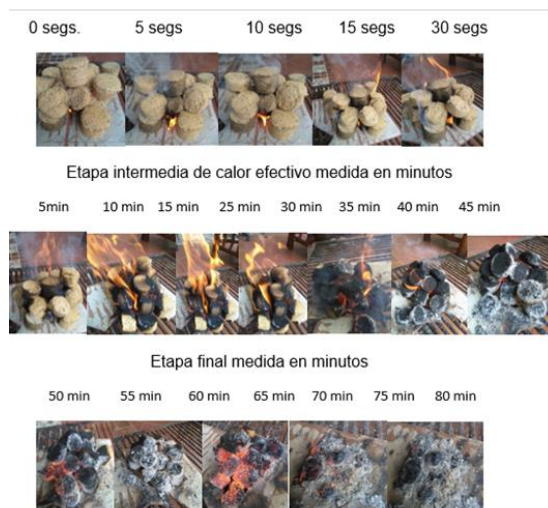 0 segs. 5 segs 10 segs 15 segs 30 segs
Etapa intermedia de calor efectivo medida en minutos
5min 10 min 15 min 25 min 30 min 35 min 40 min 45 min
Etapa final medida en minutos
50 min 55 min 60 min 65 min 70 min 75 min 80 min